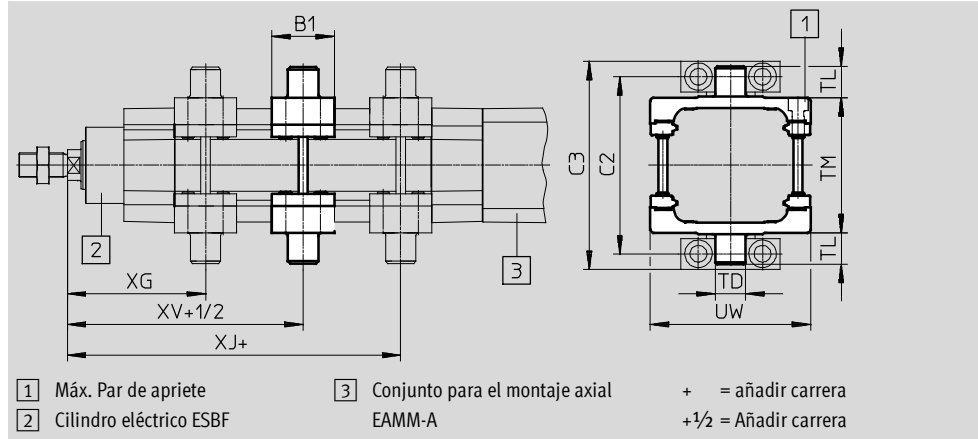 B1
1
C3
C2
TL
TM
TL
2
3
XG
XV+1/2
XJ+
TD
UW
1 Máx. Par de apriete
2 Cilindro eléctrico ESBF
3 Conjunto para el montaje axial
EAMM-A
+ = añadir carrera
+½ = Añadir carrera